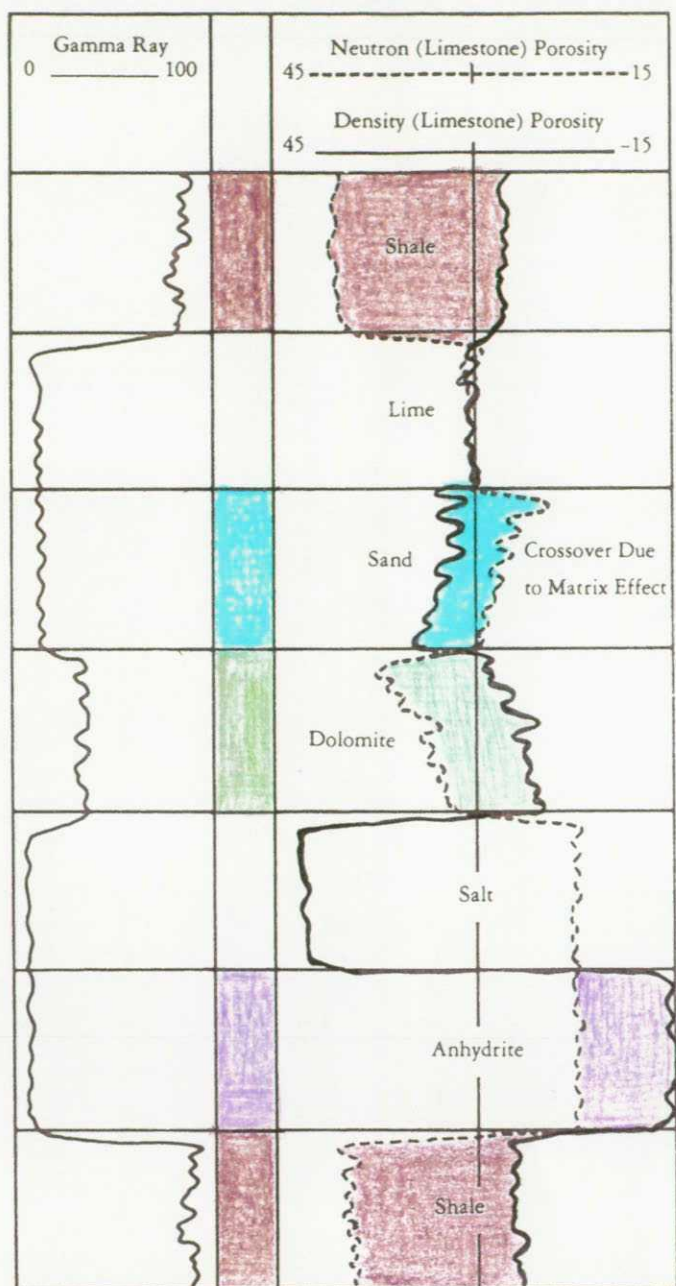 Gamma Ray
0 100
Neutron (Limestone) Porosity
45 15
Density (Limestone) Porosity
45 -15
Shale
Lime
Sand
Crossover Due
to Matrix Effect
Dolomite
Salt
Anhydrite
Shale